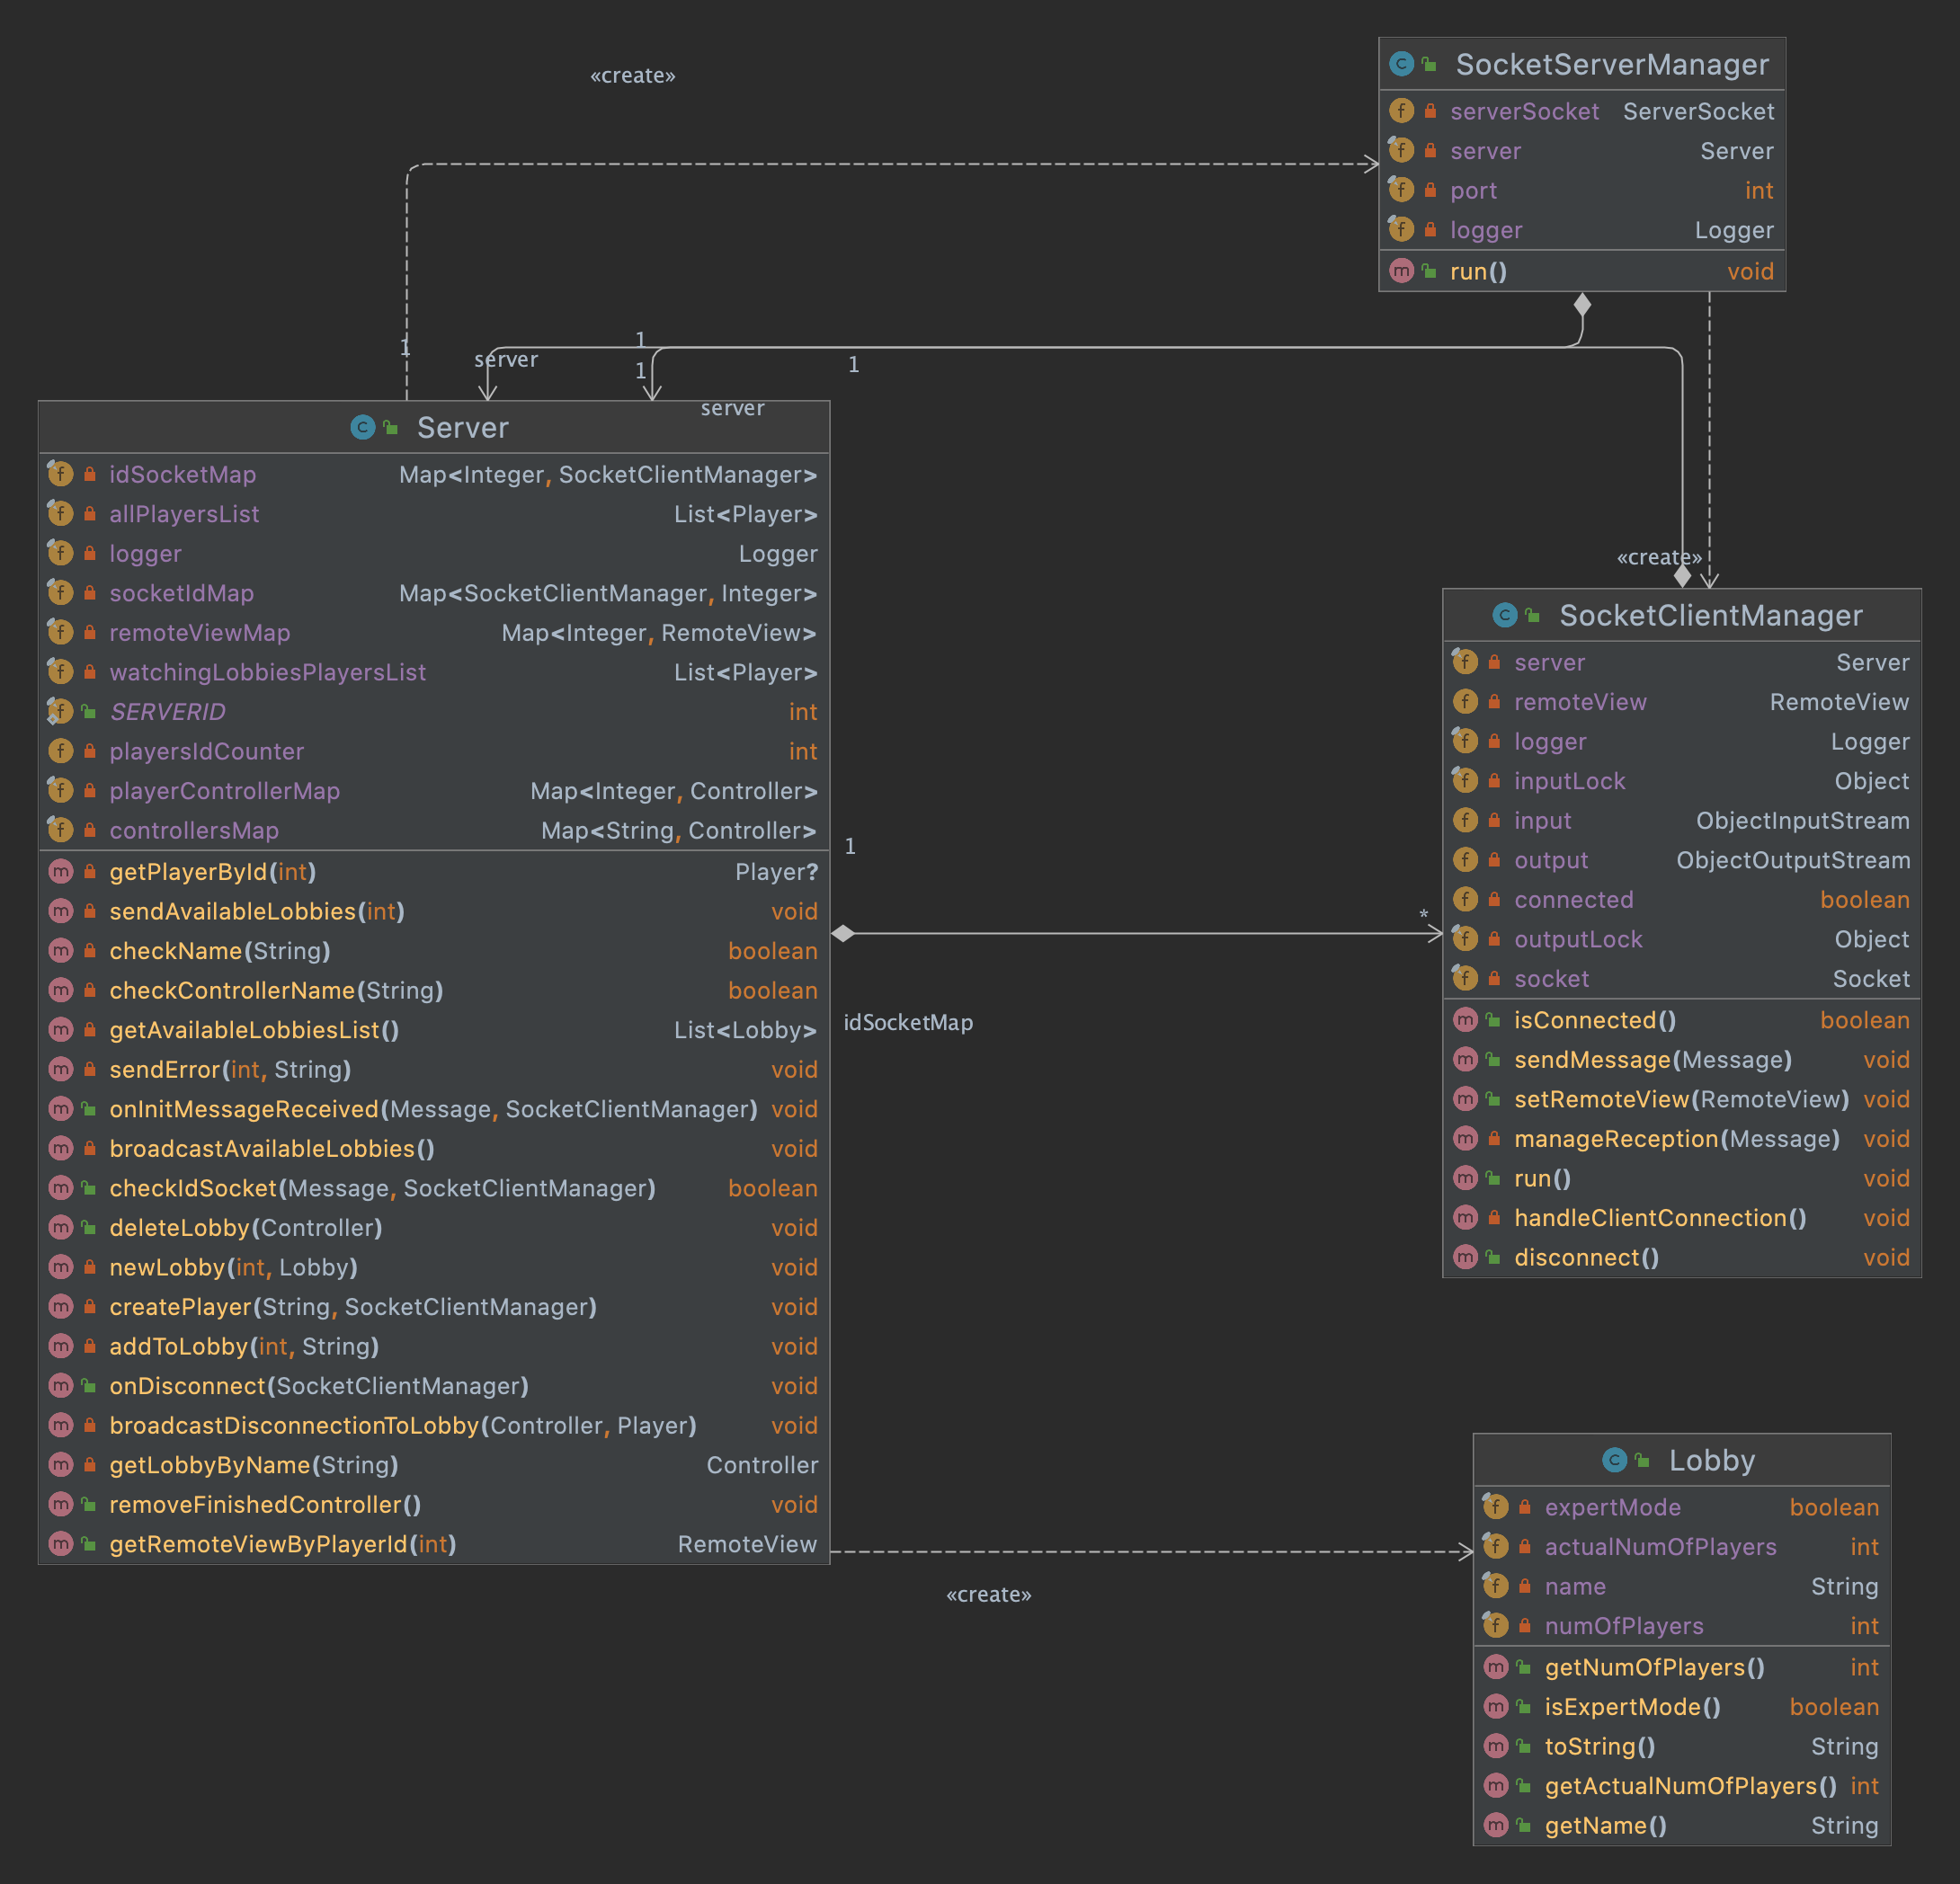 «create»
SocketServerManager
serverSocket ServerSocket
server Server
port int
logger Logger
run() void
1
server
1
1
1
server
Server
idSocketMap Map<Integer, SocketClientManager>
allPlayersList List<Player>
logger Logger
socketIdMap Map<SocketClientManager, Integer>
remoteViewMap Map<Integer, RemoteView>
watchingLobbiesPlayersList List<Player>
SERVERID int
playersIdCounter int
playerControllerMap Map<Integer, Controller>
controllersMap Map<String, Controller>
getPlayerById(int) Player?
sendAvailableLobbies(int) void
checkName(String) boolean
checkControllerName(String) boolean
getAvailableLobbiesList() List<Lobby>
sendError(int, String) void
onInitMessageReceived(Message, SocketClientManager) void
broadcastAvailableLobbies() void
checkIdSocket(Message, SocketClientManager) boolean
deleteLobby(Controller) void
newLobby(int, Lobby) void
createPlayer(String, SocketClientManager) void
addToLobby(int, String) void
onDisconnect(SocketClientManager) void
broadcastDisconnectionToLobby(Controller, Player) void
getLobbyByName(String) Controller
removeFinishedController() void
getRemoteViewByPlayerId(int) RemoteView
1
*
idSocketMap
«create»
SocketClientManager
server Server
remoteView RemoteView
logger Logger
inputLock Object
input ObjectInputStream
output ObjectOutputStream
connected boolean
outputLock Object
socket Socket
isConnected() boolean
sendMessage(Message) void
setRemoteView(RemoteView) void
manageReception(Message) void
run() void
handleClientConnection() void
disconnect() void
«create»
Lobby
expertMode boolean
actualNumOfPlayers int
name String
numOfPlayers int
getNumOfPlayers() int
isExpertMode() boolean
toString() String
getActualNumOfPlayers() int
getName() String